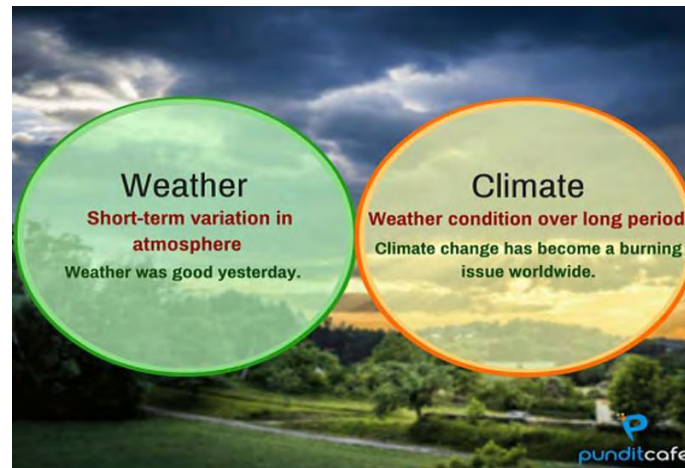 Weather
Short-term variation in
atmosphere
Weather was good yesterday.
Climate
Weather condition over long period
Climate change has become a burning
issue worldwide.
punditcafe